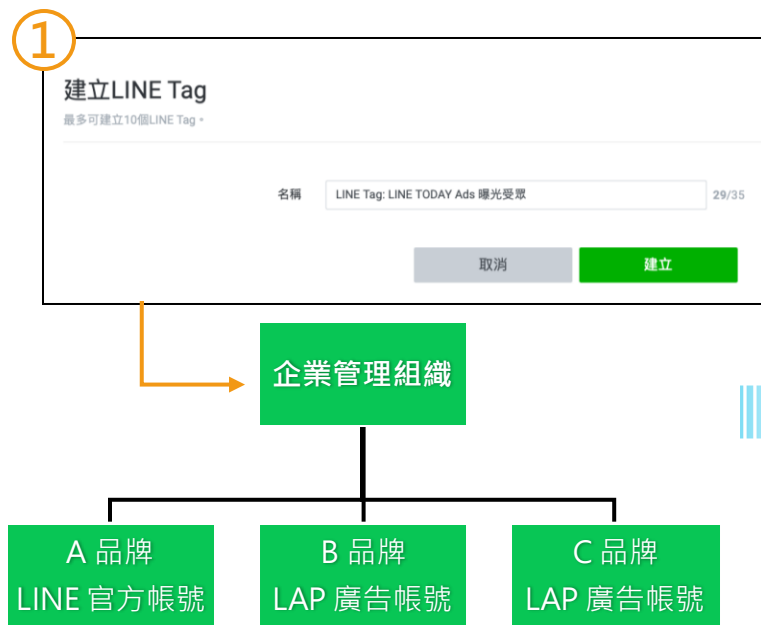 1
建立LINE Tag
最多可建立10個LINE Tag。
名稱
LINE Tag: LINE TODAY Ads 曝光受眾
29/35
取消
建立
企業管理組織
A 品牌
LINE 官方帳號
B 品牌
LAP 廣告帳號
C 品牌
LAP 廣告帳號